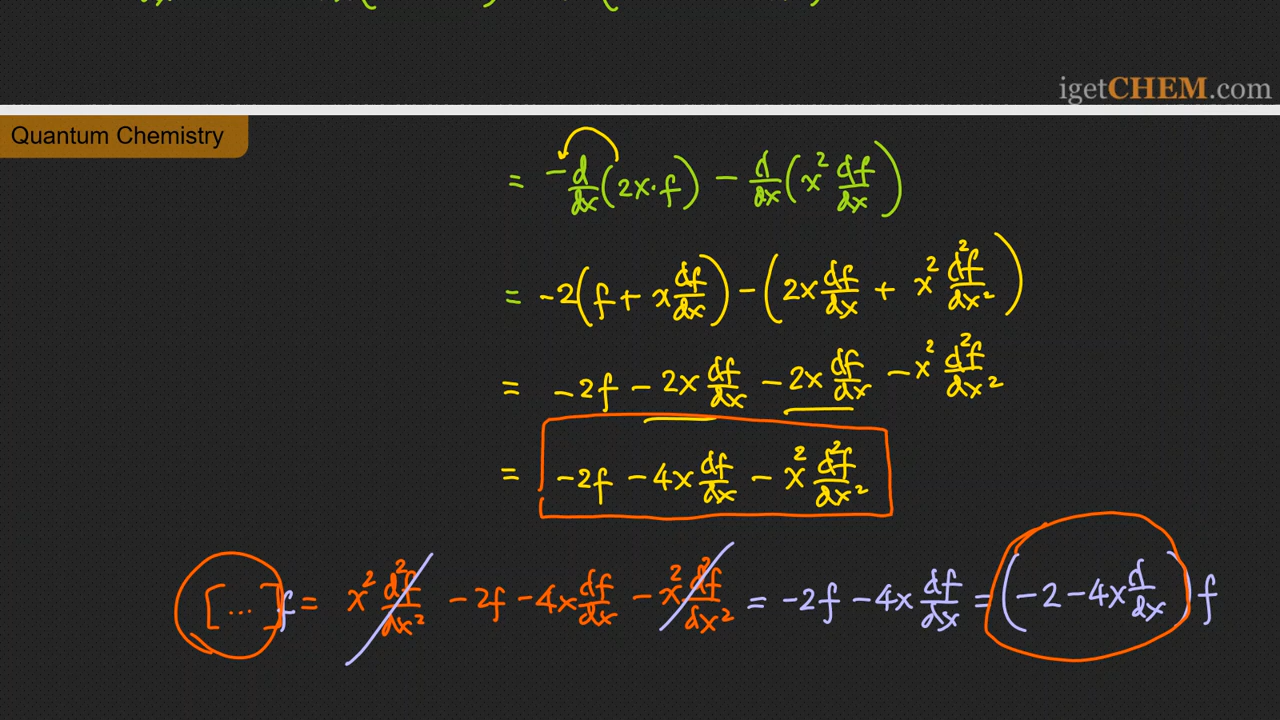 igetCHEM.com
Quantum Chemistry
= -d/dx(2x·f) - d/dx(x² df/dx)
= -2(f + x df/dx) - (2x df/dx + x² d²f/dx²)
= -2f - 2x df/dx - 2x df/dx - x² d²f/dx²
= -2f - 4x df/dx - x² d²f/dx²
[...]f = x² d²f/dx² - 2f - 4x df/dx - x² d²f/dx² = -2f - 4x df/dx = (-2 - 4x d/dx) f